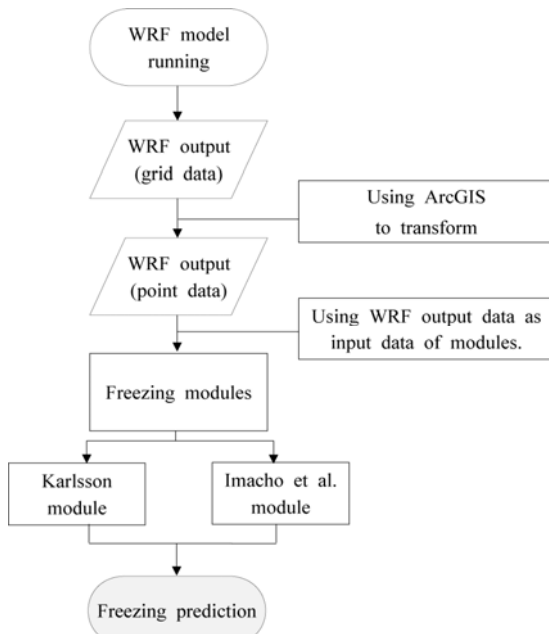 WRF model
running
WRF output
(grid data)
Using ArcGIS
to transform
WRF output
(point data)
Using WRF output data as
input data of modules.
Freezing modules
Karlsson
module
Imacho et al.
module
Freezing prediction